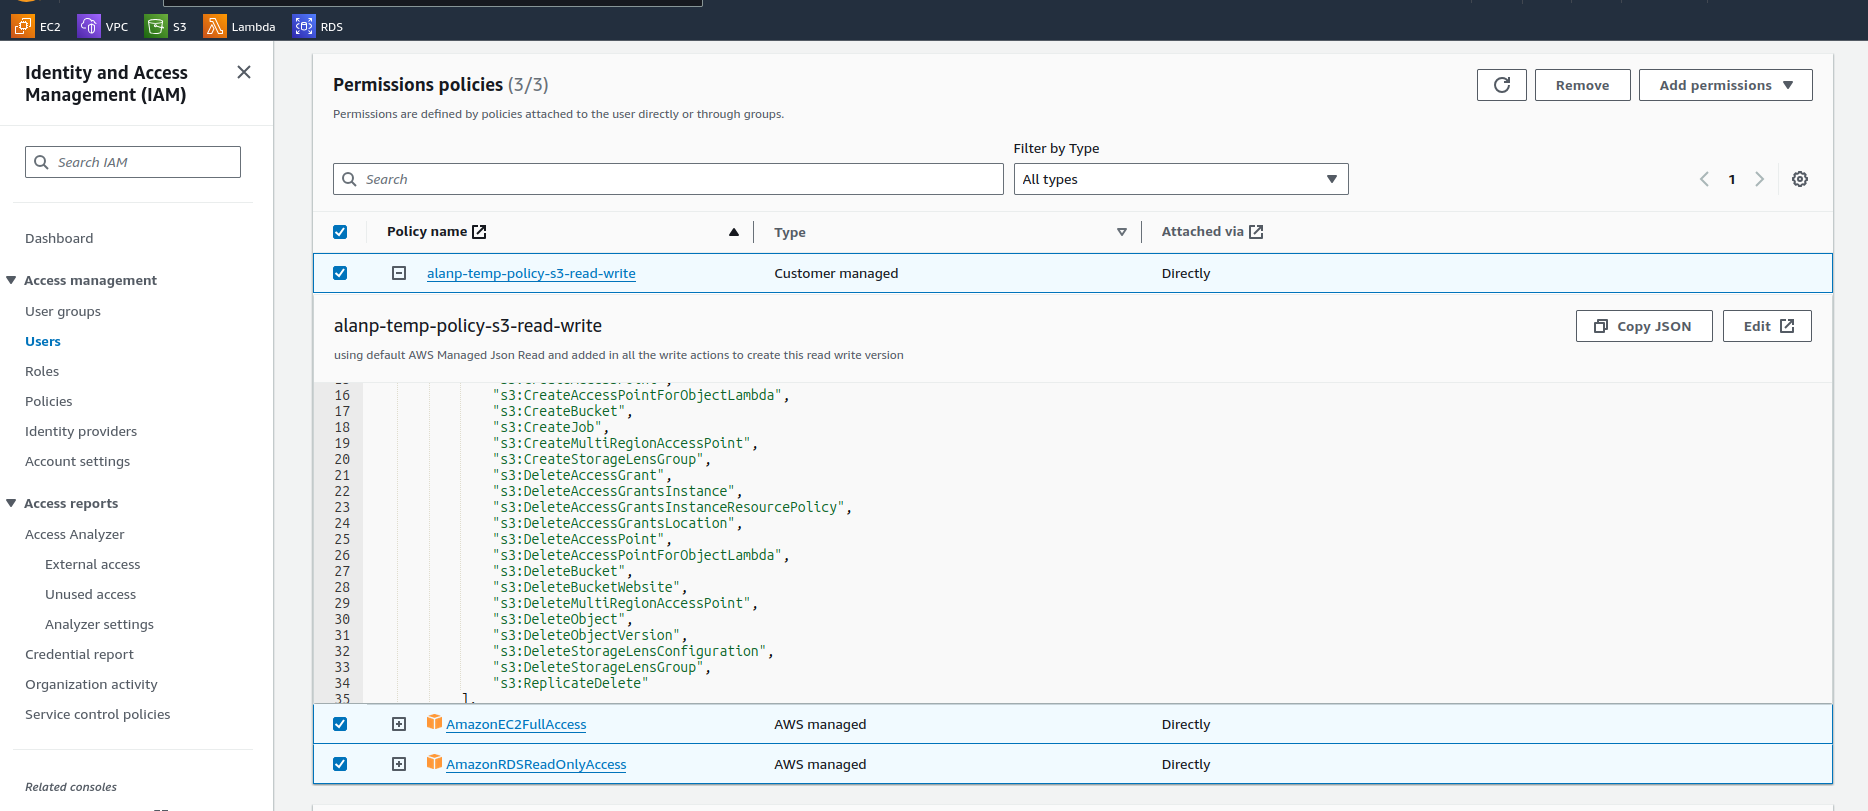 EC2 VPC S3 Lambda RDS
Identity and Access Management (IAM)
Search IAM
Dashboard
Access management
User groups
Users
Roles
Policies
Identity providers
Account settings
Access reports
Access Analyzer
External access
Unused access
Analyzer settings
Credential report
Organization activity
Service control policies
Related consoles
Permissions policies (3/3)
Remove
Add permissions
Permissions are defined by policies attached to the user directly or through groups.
Filter by Type
Search
All types
1
Policy name Type Attached via
alanp-temp-policy-s3-read-write Customer managed Directly
alanp-temp-policy-s3-read-write
Copy JSON
Edit
using default AWS Managed Json Read and added in all the write actions to create this read write version
16 "s3:CreateAccessPointForObjectLambda",
17 "s3:CreateBucket",
18 "s3:CreateJob",
19 "s3:CreateMultiRegionAccessPoint",
20 "s3:CreateStorageLensGroup",
21 "s3:DeleteAccessGrant",
22 "s3:DeleteAccessGrantsInstance",
23 "s3:DeleteAccessGrantsInstanceResourcePolicy",
24 "s3:DeleteAccessGrantsLocation",
25 "s3:DeleteAccessPoint",
26 "s3:DeleteAccessPointForObjectLambda",
27 "s3:DeleteBucket",
28 "s3:DeleteBucketWebsite",
29 "s3:DeleteMultiRegionAccessPoint",
30 "s3:DeleteObject",
31 "s3:DeleteObjectVersion",
32 "s3:DeleteStorageLensConfiguration",
33 "s3:DeleteStorageLensGroup",
34 "s3:ReplicateDelete"
35 ],
AmazonEC2FullAccess AWS managed Directly
AmazonRDSReadOnlyAccess AWS managed Directly